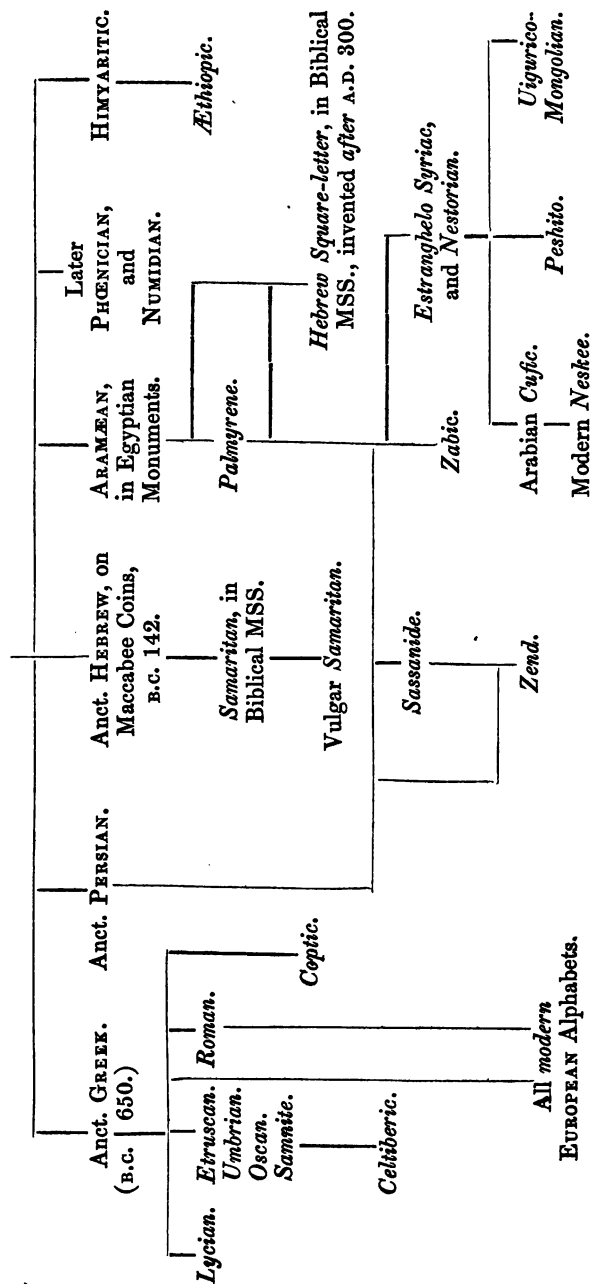 Anct. GREEK.
(B.C. 650.)
Lycian.
Etruscan.
Umbrian.
Oscan.
Samnite.
Celtiberic.
Roman.
Coptic.
All modern
EUROPEAN Alphabets.
Anct. PERSIAN.
Anct. HEBREW, on
Maccabee Coins,
B.C. 142.
Samaritan, in
Biblical MSS.
Vulgar Samaritan.
Sassanide.
Zend.
ARAMÆAN,
in Egyptian
Monuments.
Palmyrene.
Hebrew Square-letter, in Biblical
MSS., invented after A.D. 300.
Zabic.
Estranghelo Syriac,
and Nestorian.
Arabian Cufic.
Modern Neskee.
Peshito.
Uigurico-
Mongolian.
Later
PHŒNICIAN,
and
NUMIDIAN.
HIMYARITIC.
Æthiopic.